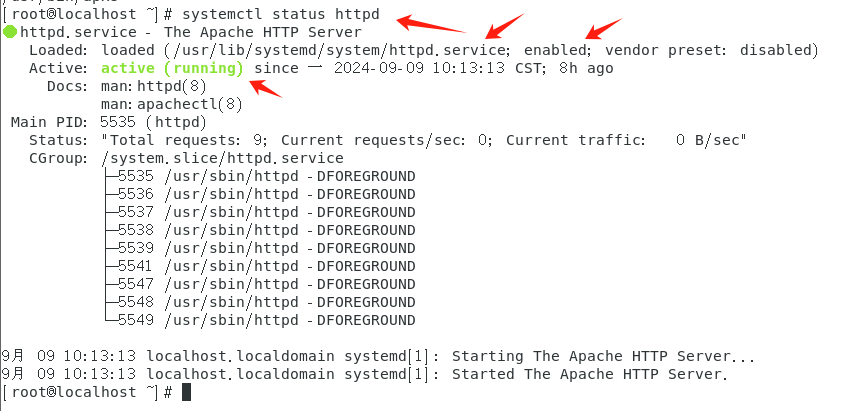 [root@localhost ~]# systemctl status httpd
httpd.service - The Apache HTTP Server
Loaded: loaded (/usr/lib/systemd/system/httpd.service; enabled; vendor preset: disabled)
Active: active (running) since 一 2024-09-09 10:13:13 CST; 8h ago
Docs: man:httpd(8)
man:apachectl(8)
Main PID: 5535 (httpd)
Status: "Total requests: 9; Current requests/sec: 0; Current traffic:   0 B/sec"
CGroup: /system.slice/httpd.service
├─5535 /usr/sbin/httpd -DFOREGROUND
├─5536 /usr/sbin/httpd -DFOREGROUND
├─5537 /usr/sbin/httpd -DFOREGROUND
├─5538 /usr/sbin/httpd -DFOREGROUND
├─5539 /usr/sbin/httpd -DFOREGROUND
├─5541 /usr/sbin/httpd -DFOREGROUND
├─5547 /usr/sbin/httpd -DFOREGROUND
├─5548 /usr/sbin/httpd -DFOREGROUND
└─5549 /usr/sbin/httpd -DFOREGROUND
9月 09 10:13:13 localhost.localdomain systemd[1]: Starting The Apache HTTP Server...
9月 09 10:13:13 localhost.localdomain systemd[1]: Started The Apache HTTP Server.
[root@localhost ~]#